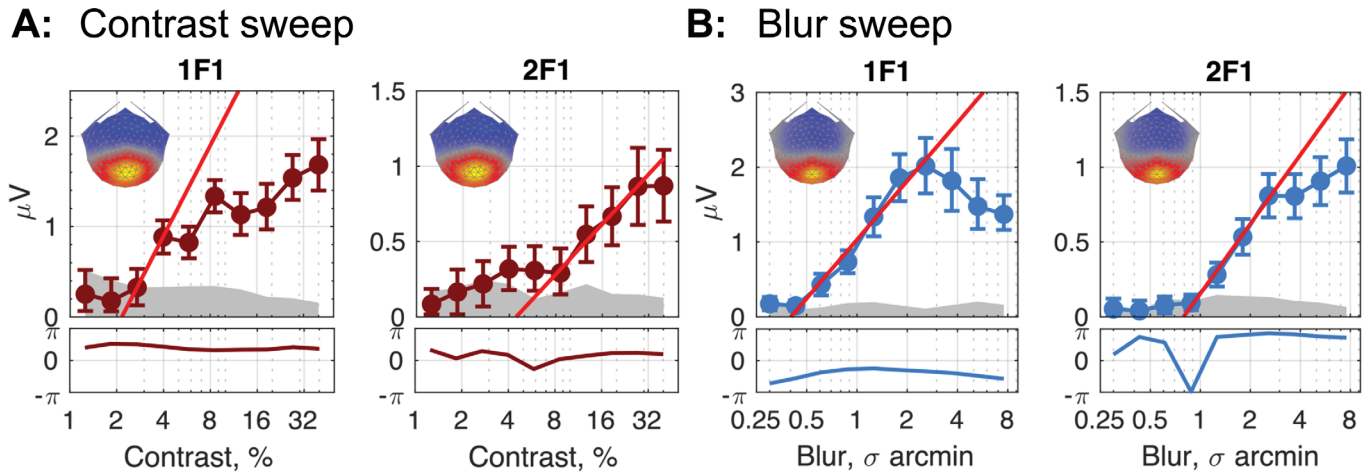 A: Contrast sweep
B: Blur sweep
1F1
2F1
1F1
2F1
μV
2
1
0
1.5
1
0.5
0
μV
3
2
1
0
1.5
1
0.5
0
π
0
-π
π
0
-π
π
0
-π
π
0
-π
1 2 4 8 16 32
1 2 4 8 16 32
0.25 0.5 1 2 4 8
0.25 0.5 1 2 4 8
Contrast, %
Contrast, %
Blur, σ arcmin
Blur, σ arcmin